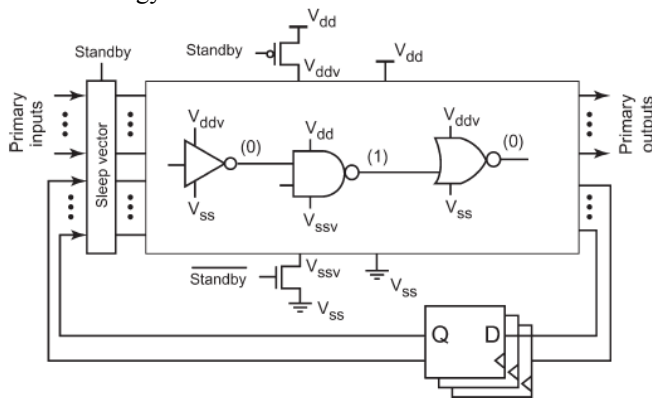 V_dd
Standby
V_ddv
V_dd
Standby
Primary inputs
Sleep vector
V_ddv
(0)
V_ss
V_dd
(1)
V_ssv
V_ddv
(0)
V_ss
Primary outputs
Standby
V_ssv
V_ss
V_ss
Q D